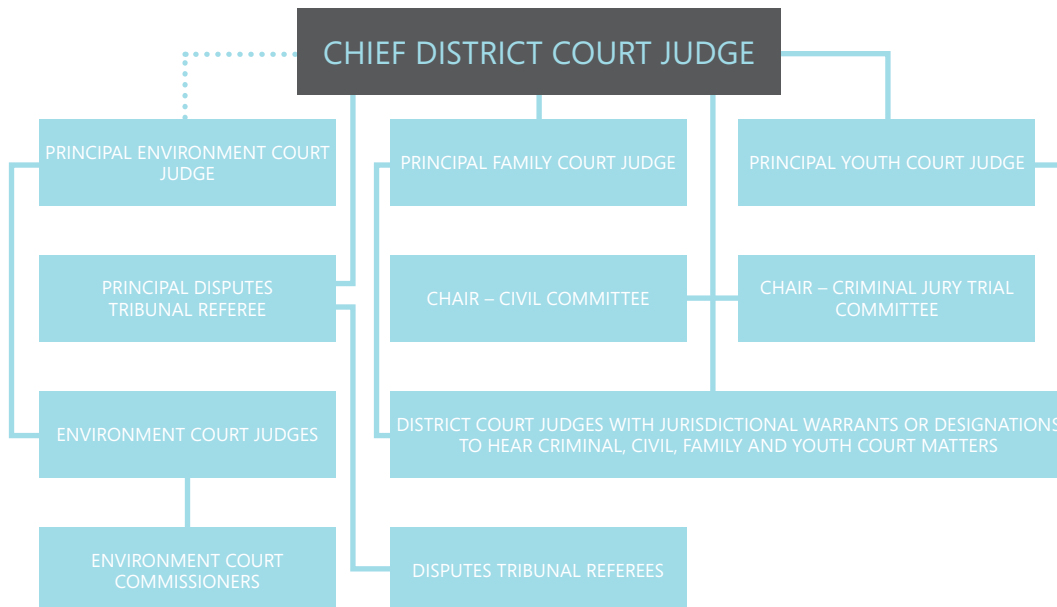 CHIEF DISTRICT COURT JUDGE
PRINCIPAL ENVIRONMENT COURT
JUDGE
PRINCIPAL FAMILY COURT JUDGE
PRINCIPAL YOUTH COURT JUDGE
PRINCIPAL DISPUTES
TRIBUNAL REFEREE
CHAIR – CIVIL COMMITTEE
CHAIR – CRIMINAL JURY TRIAL
COMMITTEE
ENVIRONMENT COURT JUDGES
DISTRICT COURT JUDGES WITH JURISDICTIONAL WARRANTS OR DESIGNATIONS
TO HEAR CRIMINAL, CIVIL, FAMILY AND YOUTH COURT MATTERS
ENVIRONMENT COURT
COMMISSIONERS
DISPUTES TRIBUNAL REFEREES